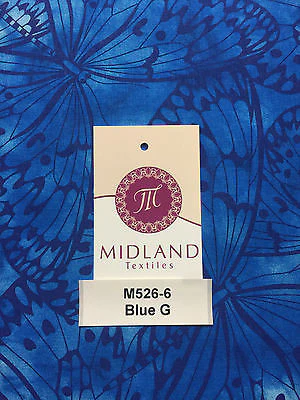 M
MIDLAND
Textiles
M526-6
Blue G